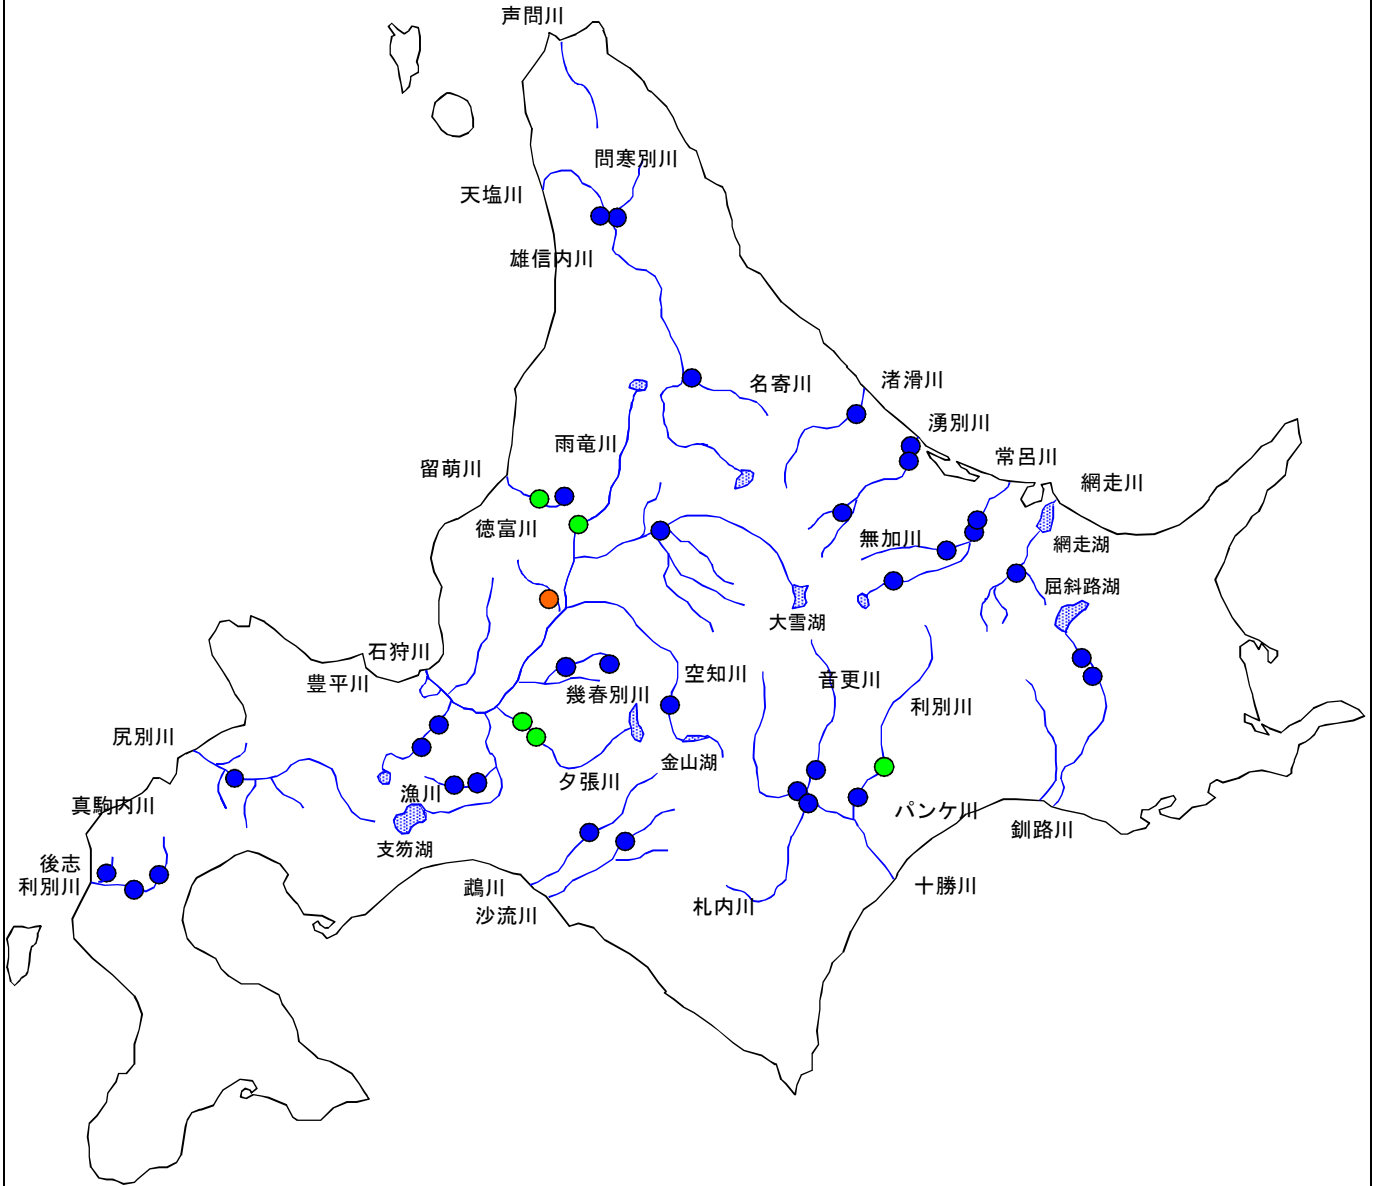 声問川
問寒別川
天塩川
雄信内川
名寄川
渚滑川
湧別川
雨竜川
留萌川
常呂川
網走川
徳富川
無加川
網走湖
屈斜路湖
大雪湖
石狩川
豊平川
幾春別川
空知川
音更川
利別川
尻別川
金山湖
夕張川
漁川
真駒内川
パンケ川
釧路川
支笏湖
後志
利別川
鵡川
沙流川
札内川
十勝川